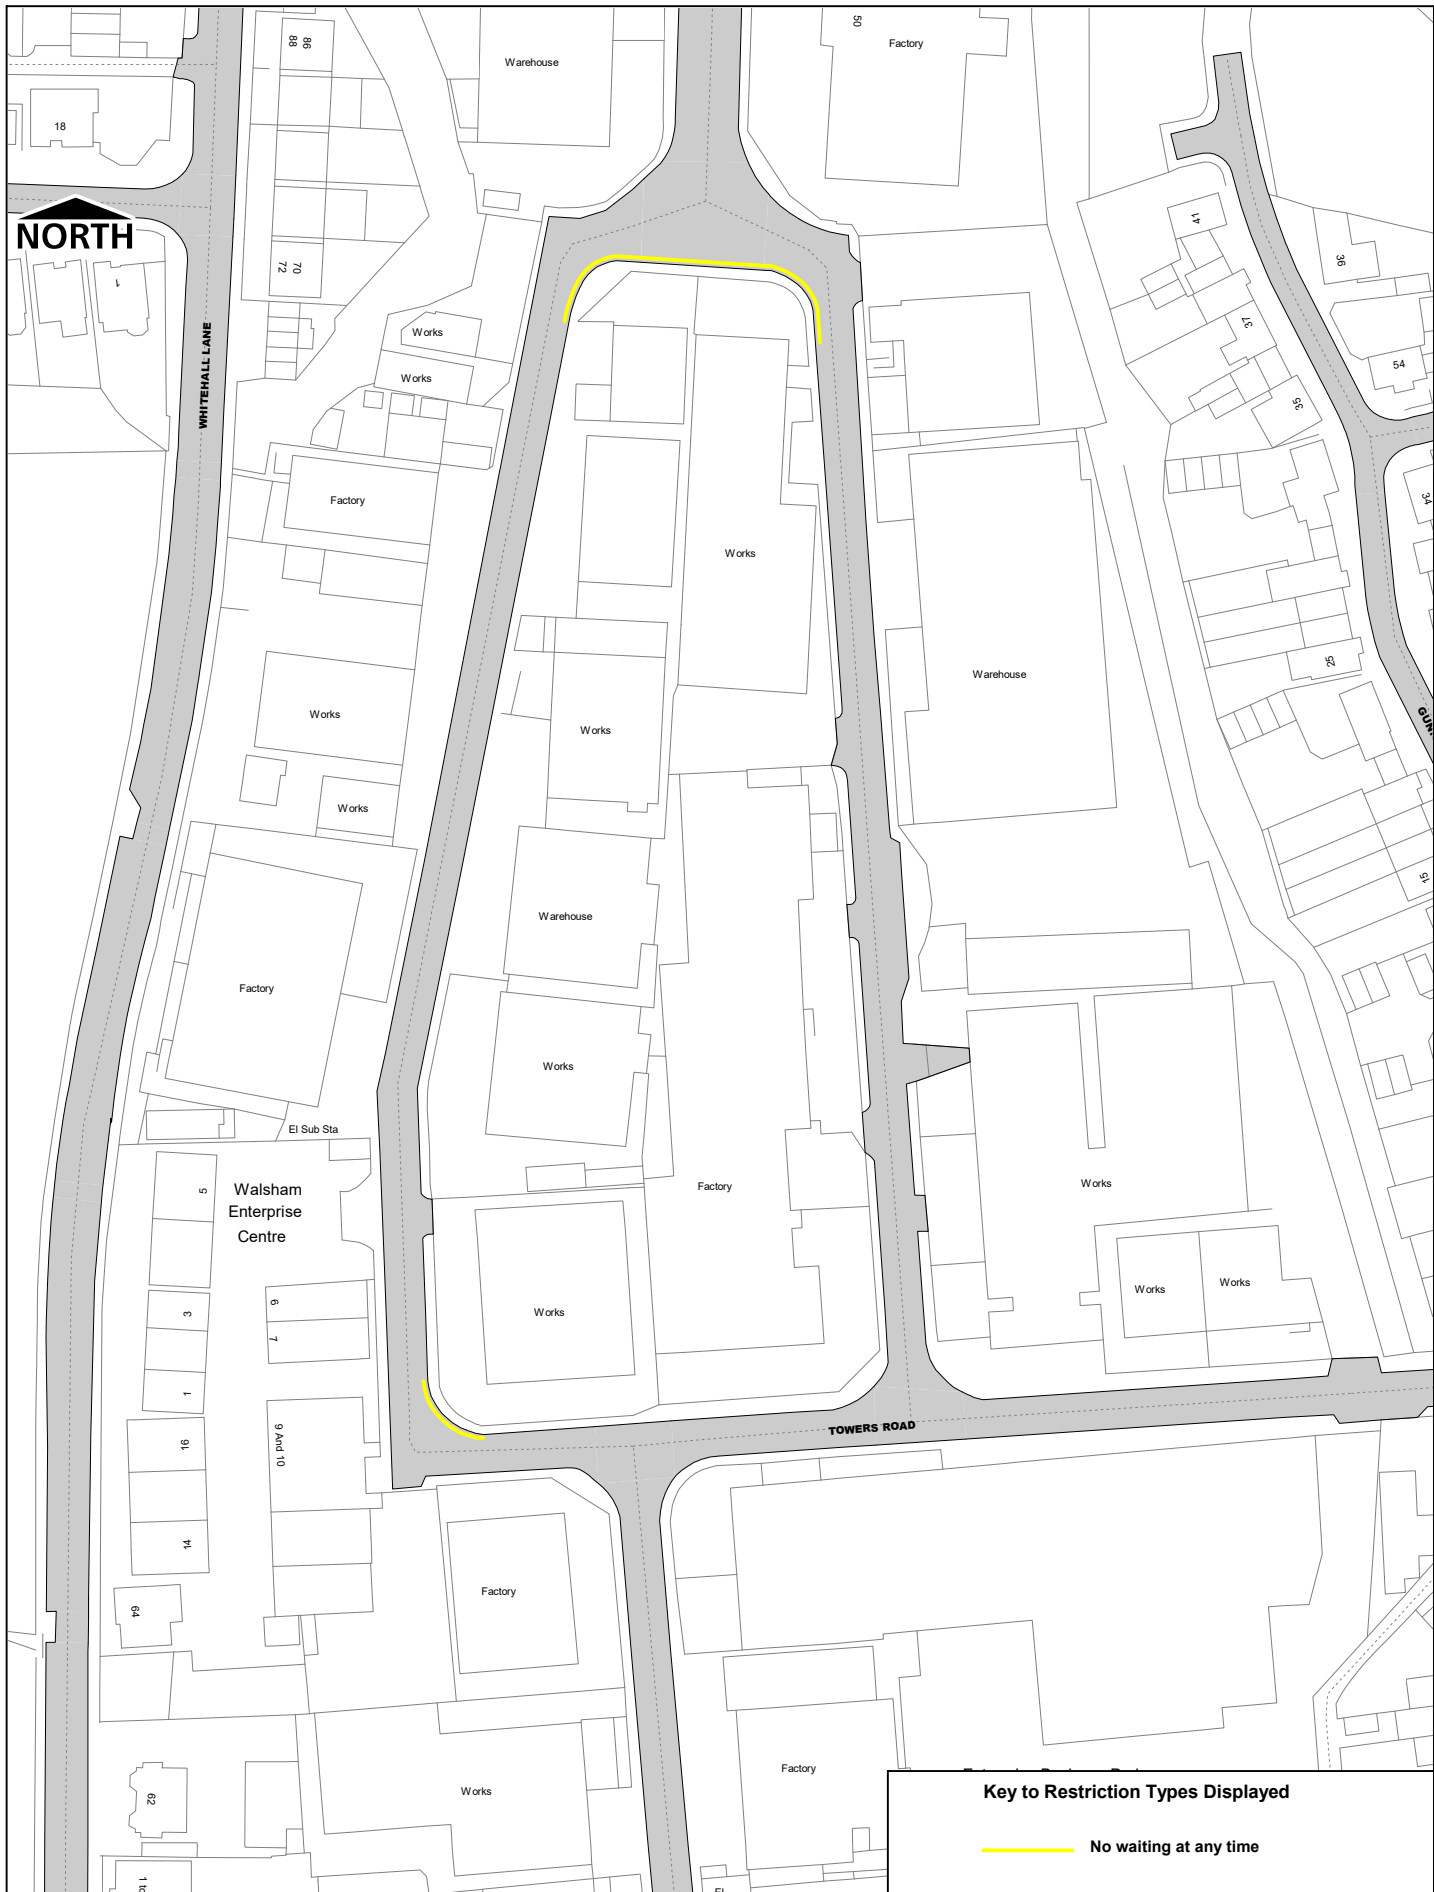 50
Factory
Warehouse
86
88
18
NORTH
41
36
1
70
72
WHITEHALL LANE
Works
37
54
Works
35
Factory
34
Works
Warehouse
25
Works
Works
Works
15
Warehouse
Factory
Works
El Sub Sta
5
Walsham
Enterprise
Centre
Factory
Works
Works
Works
Works
3
6
7
1
TOWERS ROAD
16
9 And 10
14
Factory
64
Factory
62
Works
Key to Restriction Types Displayed
No waiting at any time